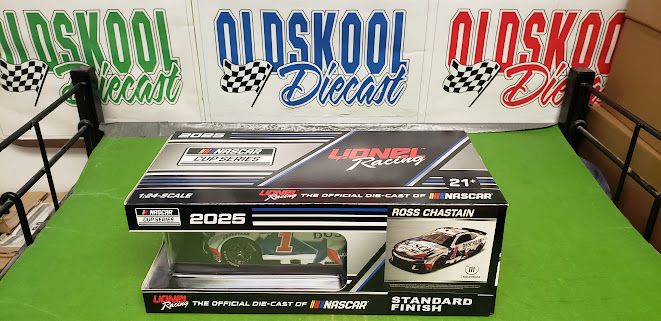 OLDSKOOL
Diecast
OLDSKOOL
Diecast
OLDSKOOL
Diecast
2025
NASCAR
CUP SERIES
LIONEL
Racing
1:24-SCALE
LIONEL Racing THE OFFICIAL DIE-CAST OF NASCAR
21+
NASCAR
CUP SERIES
2025
ROSS CHASTAIN
1
LIONEL Racing THE OFFICIAL DIE-CAST OF NASCAR
STANDARD
FINISH